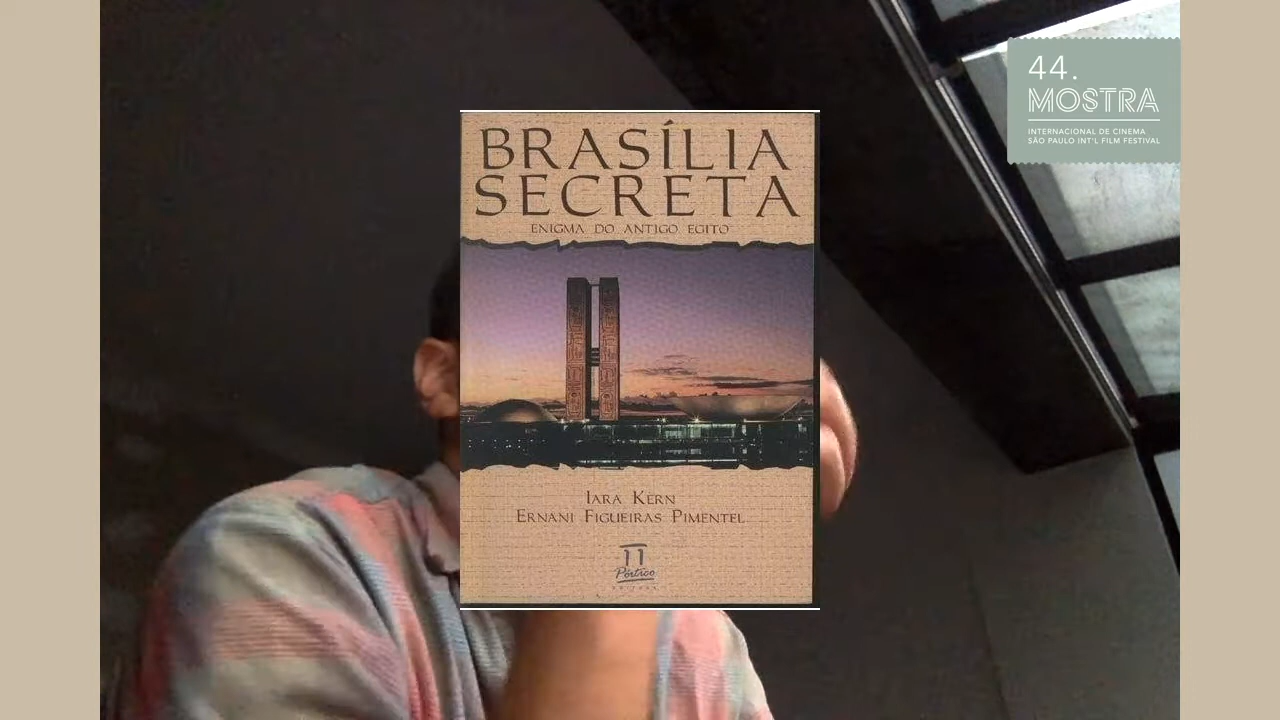 BRASÍLIA
SECRETA
ENIGMA DO ANTIGO EGITO
IARA KERN
ERNANI FIGUEIRAS PIMENTEL
Pórtico
44.
MOSTRA
INTERNACIONAL DE CINEMA
SÃO PAULO INT'L FILM FESTIVAL